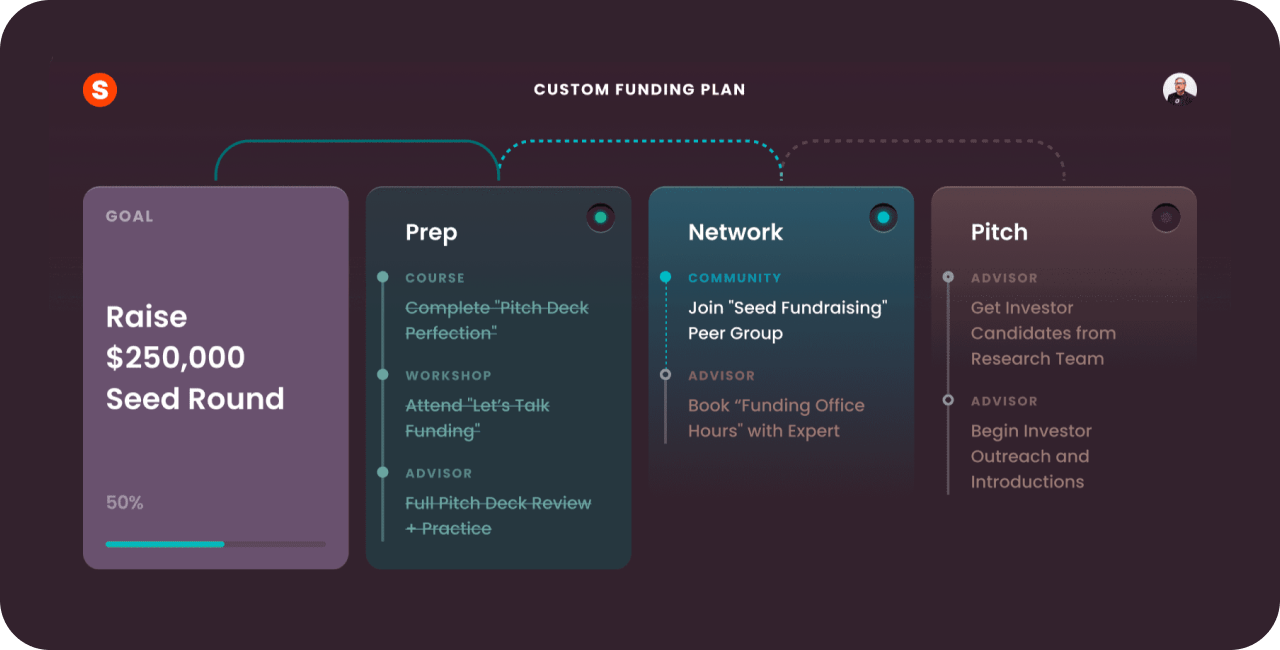 S
CUSTOM FUNDING PLAN
GOAL
Raise
$250,000
Seed Round
50%
Prep
COURSE
Complete "Pitch Deck
Perfection"
WORKSHOP
Attend "Let’s Talk
Funding"
ADVISOR
Full Pitch Deck Review
+ Practice
Network
COMMUNITY
Join "Seed Fundraising"
Peer Group
ADVISOR
Book “Funding Office
Hours" with Expert
Pitch
ADVISOR
Get Investor
Candidates from
Research Team
ADVISOR
Begin Investor
Outreach and
Introductions